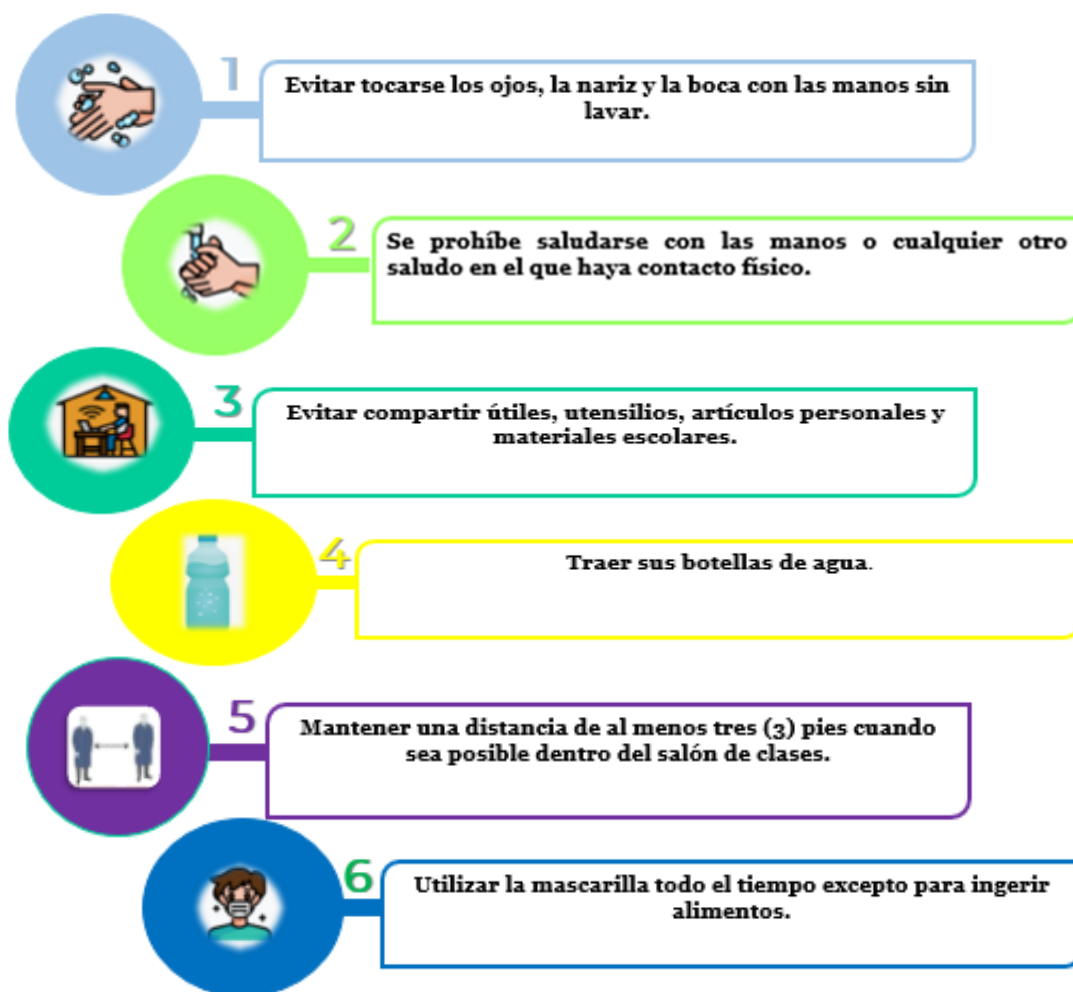 1
Evitar tocarse los ojos, la nariz y la boca con las manos sin
lavar.
2
Se prohíbe saludarse con las manos o cualquier otro
saludo en el que haya contacto físico.
3
Evitar compartir útiles, utensilios, artículos personales y
materiales escolares.
4
Traer sus botellas de agua.
5
Mantener una distancia de al menos tres (3) pies cuando
sea posible dentro del salón de clases.
6
Utilizar la mascarilla todo el tiempo excepto para ingerir
alimentos.